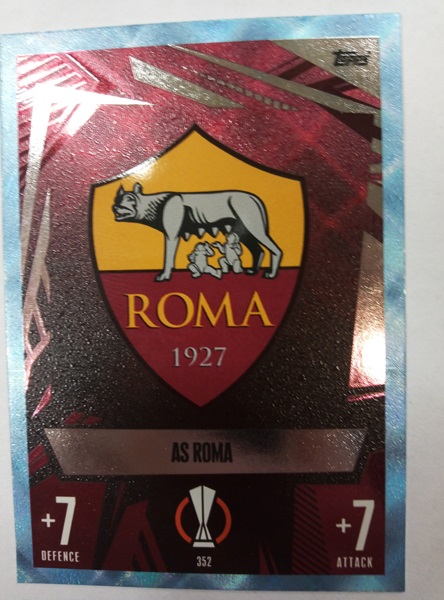 Topps
ROMA
1927
AS ROMA
+7
DEFENCE
352
+7
ATTACK